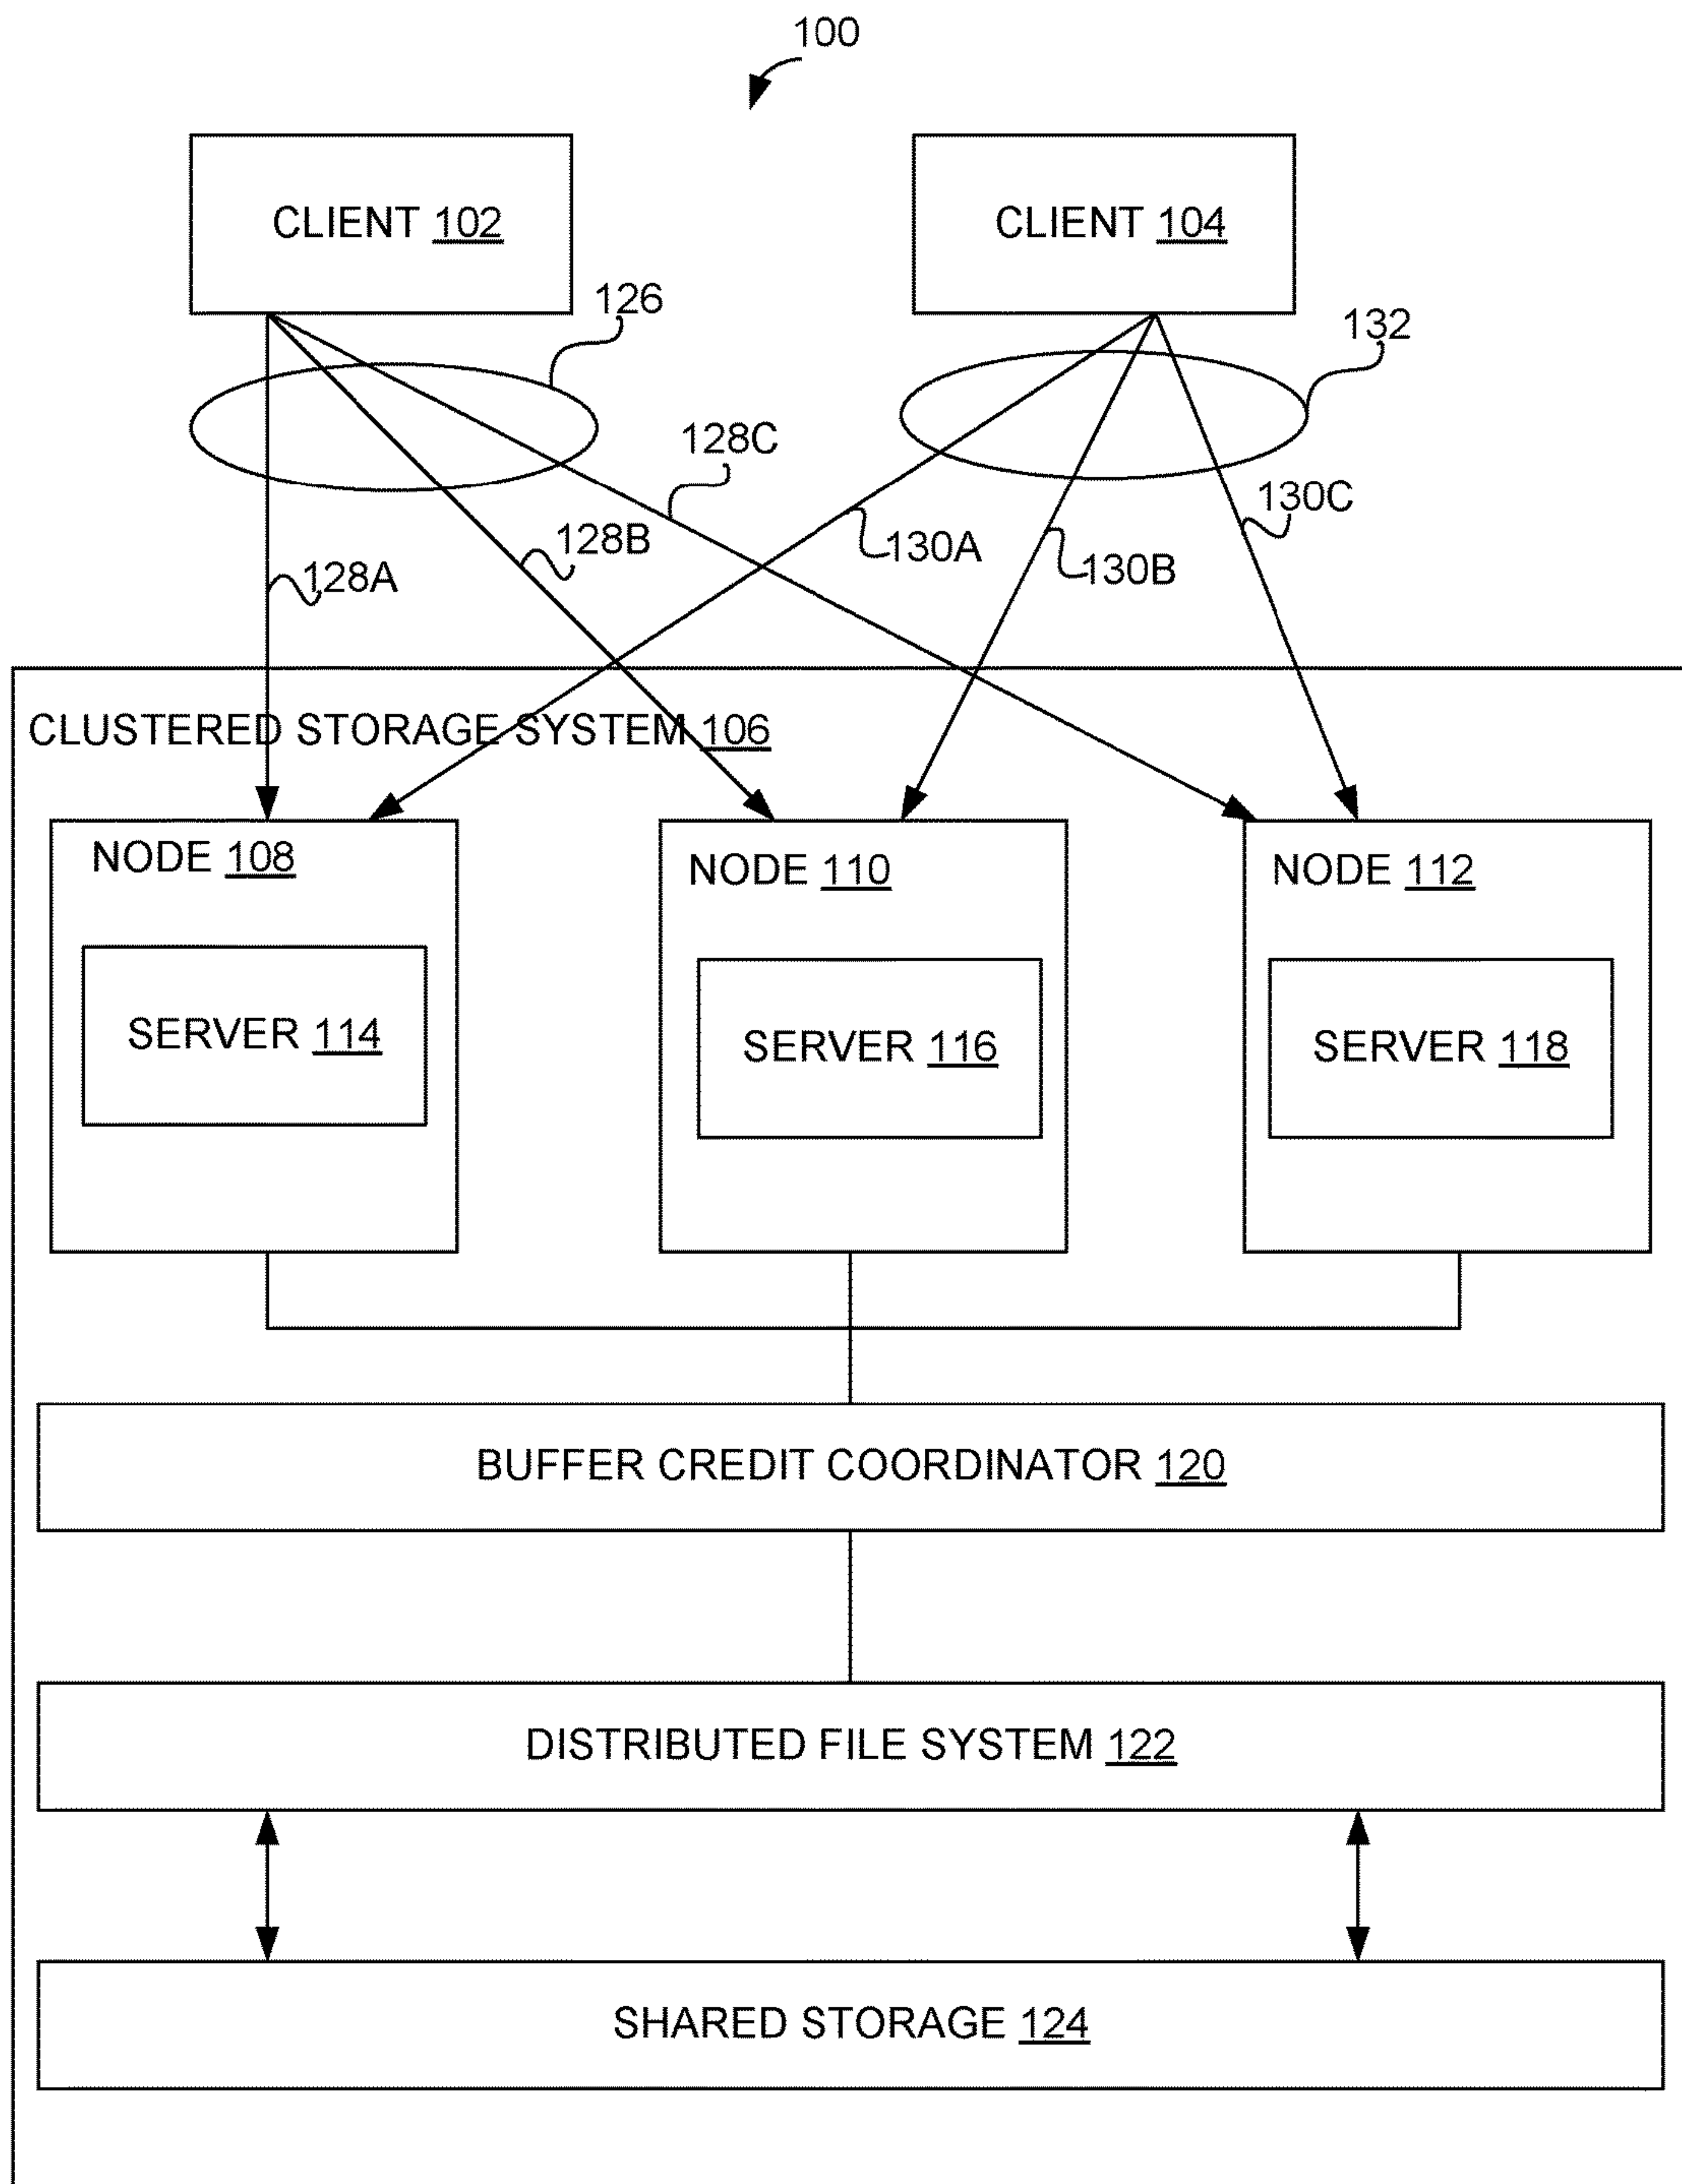 100
CLIENT 102
CLIENT 104
126
132
128C
130C
128B
130A
130B
128A
CLUSTERED STORAGE SYSTEM 106
NODE 108
NODE 110
NODE 112
SERVER 114
SERVER 116
SERVER 118
BUFFER CREDIT COORDINATOR 120
DISTRIBUTED FILE SYSTEM 122
SHARED STORAGE 124